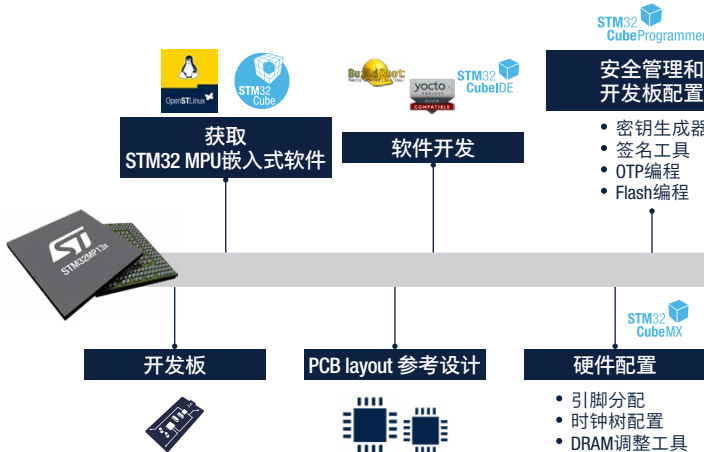 STM32
CubeProgrammer
安全管理和
开发板配置
密钥生成器
签名工具
OTP编程
Flash编程
OpenSTLinux
STM32
Cube
获取
STM32 MPU嵌入式软件
Buildroot
yocto
PROJECT
COMPATIBLE
STM32
CubeIDE
软件开发
STM32MP13x
开发板
PCB layout 参考设计
STM32
CubeMX
硬件配置
引脚分配
时钟树配置
DRAM调整工具